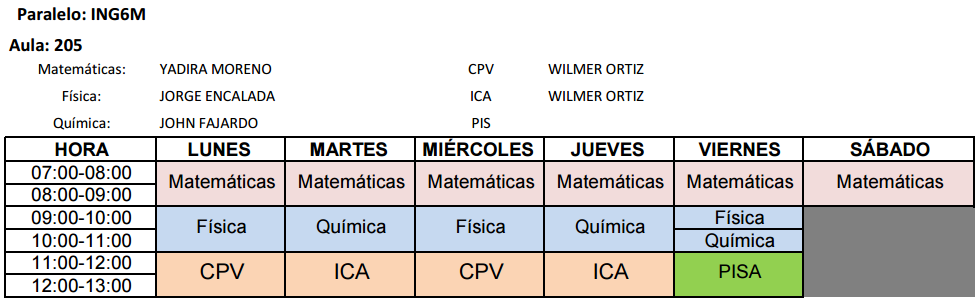 Paralelo: ING6M
Aula: 205
Matemáticas: YADIRA MORENO CPV WILMER ORTIZ
Física: JORGE ENCALADA ICA WILMER ORTIZ
Química: JOHN FAJARDO PIS
HORA LUNES MARTES MIÉRCOLES JUEVES VIERNES SÁBADO
07:00-08:00
Matemáticas Matemáticas Matemáticas Matemáticas Matemáticas Matemáticas
08:00-09:00
09:00-10:00 Física
Física Química Física Química
10:00-11:00 Química
11:00-12:00
CPV ICA CPV ICA PISA
12:00-13:00